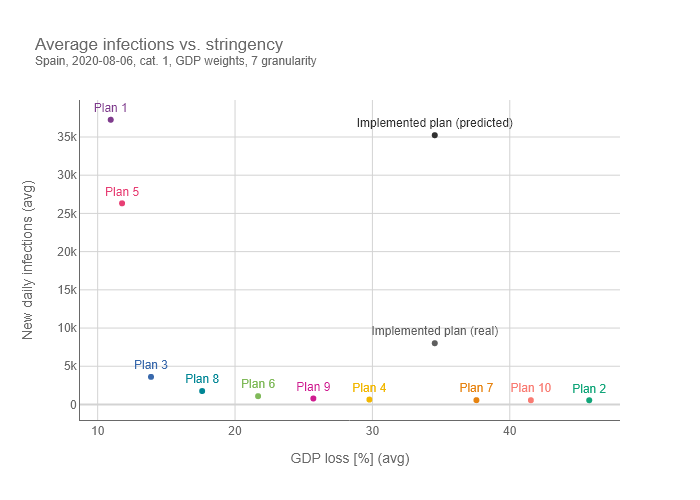 Average infections vs. stringency
Spain, 2020-08-06, cat. 1, GDP weights, 7 granularity
Plan 1
Implemented plan (predicted)
35k
30k
Plan 5
25k
20k
15k
10k
Implemented plan (real)
5k
Plan 3
Plan 8
Plan 6
Plan 9
Plan 4
Plan 7
Plan 10
Plan 2
0
10
20
30
40
New daily infections (avg)
GDP loss [%] (avg)